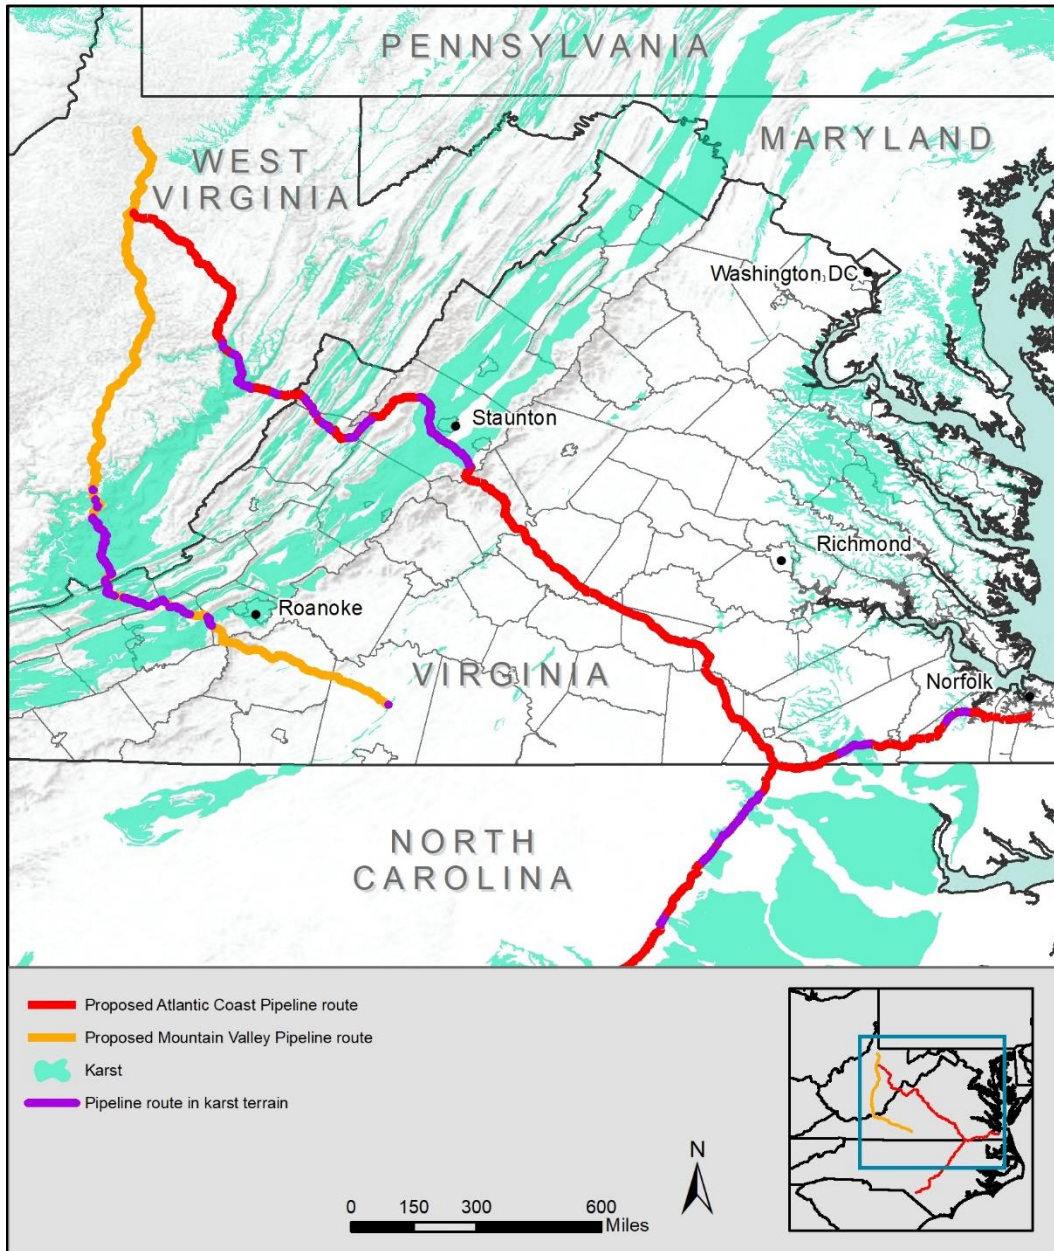 PENNSYLVANIA
MARYLAND
WEST
VIRGINIA
Washington DC
Staunton
Richmond
Roanoke
VIRGINIA
Norfolk
NORTH
CAROLINA
Proposed Atlantic Coast Pipeline route
Proposed Mountain Valley Pipeline route
Karst
Pipeline route in karst terrain
N
0 150 300 600
Miles